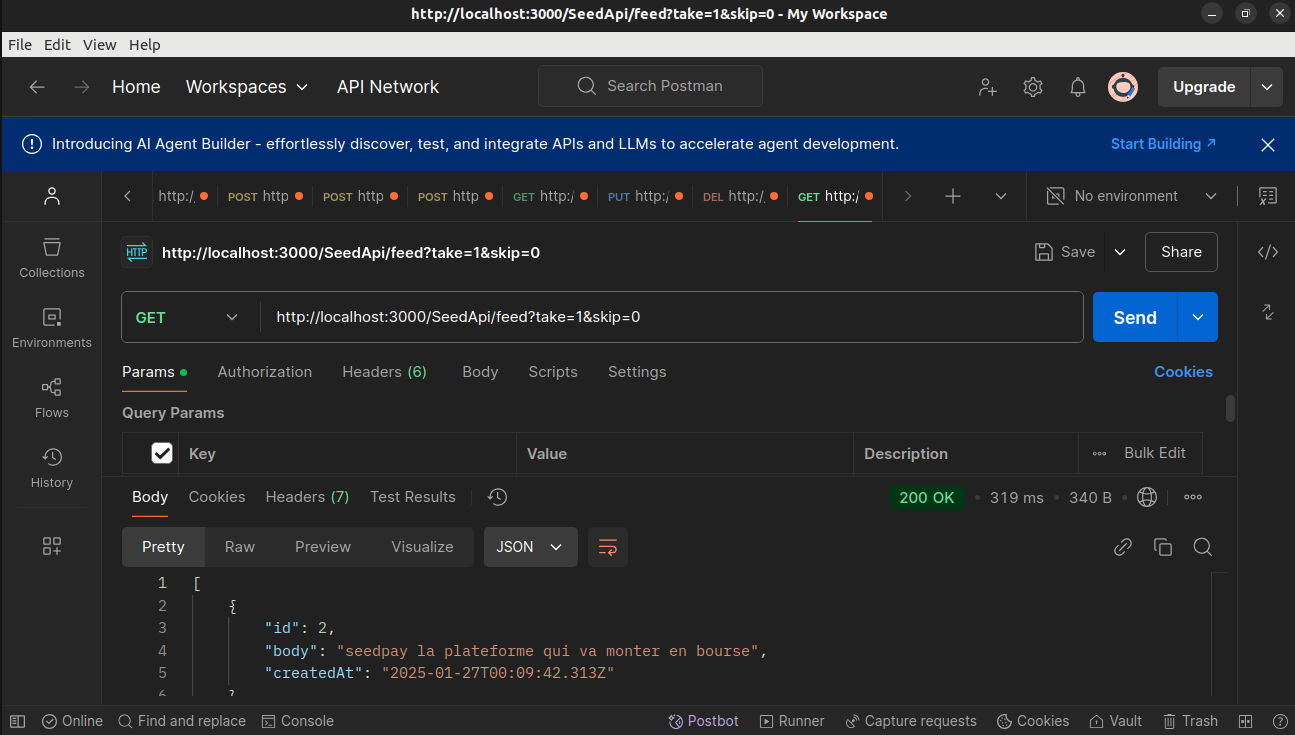 http://localhost:3000/SeedApi/feed?take=1&skip=0 - My Workspace
File Edit View Help
Home Workspaces API Network Search Postman Upgrade
Introducing AI Agent Builder - effortlessly discover, test, and integrate APIs and LLMs to accelerate agent development. Start Building
http:/ POST http POST http POST http GET http:/ PUT http:/ DEL http:/ GET http:/ No environment
HTTP http://localhost:3000/SeedApi/feed?take=1&skip=0 Save Share
Collections
GET http://localhost:3000/SeedApi/feed?take=1&skip=0 Send
Environments
Params Authorization Headers (6) Body Scripts Settings Cookies
Flows
Query Params
Key Value Description Bulk Edit
History
Body Cookies Headers (7) Test Results 200 OK 319 ms 340 B
Pretty Raw Preview Visualize JSON
1 [
2 {
3 "id": 2,
4 "body": "seedpay la plateforme qui va monter en bourse",
5 "createdAt": "2025-01-27T00:09:42.313Z"
6 }
Online Find and replace Console Postbot Runner Capture requests Cookies Vault Trash